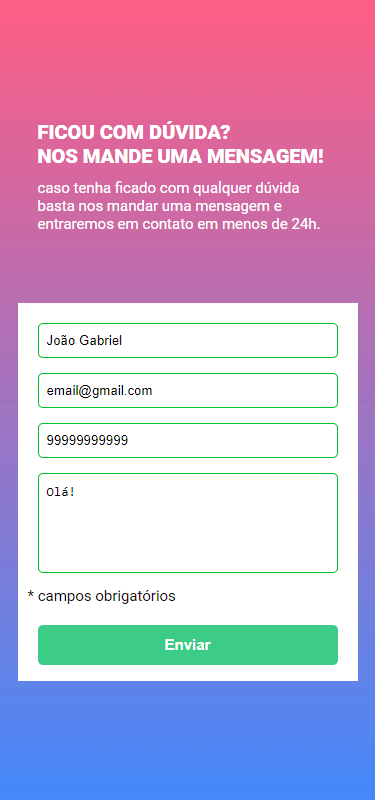 FICOU COM DÚVIDA?
NOS MANDE UMA MENSAGEM!
caso tenha ficado com qualquer dúvida
basta nos mandar uma mensagem e
entraremos em contato em menos de 24h.
João Gabriel
email@gmail.com
99999999999
Olá!
* campos obrigatórios
Enviar